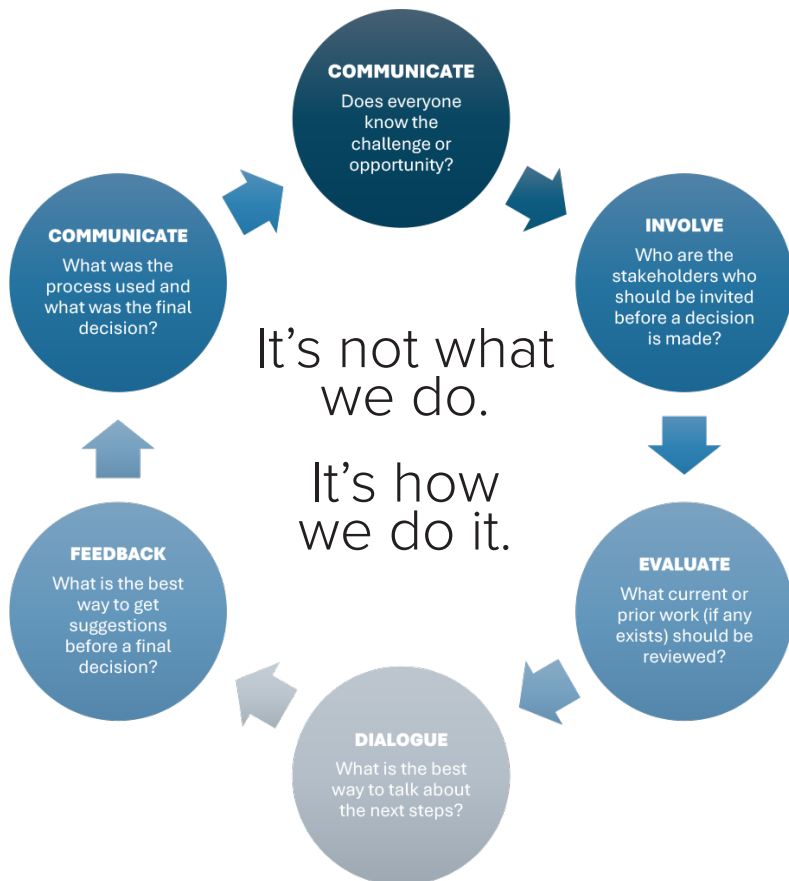 COMMUNICATE
Does everyone
know the
challenge or
opportunity?
INVOLVE
Who are the
stakeholders who
should be invited
before a decision
is made?
EVALUATE
What current or
prior work (if any
exists) should be
reviewed?
DIALOGUE
What is the best
way to talk about
the next steps?
FEEDBACK
What is the best
way to get
suggestions
before a final
decision?
COMMUNICATE
What was the
process used and
what was the final
decision?
It’s not what
we do.
It’s how
we do it.